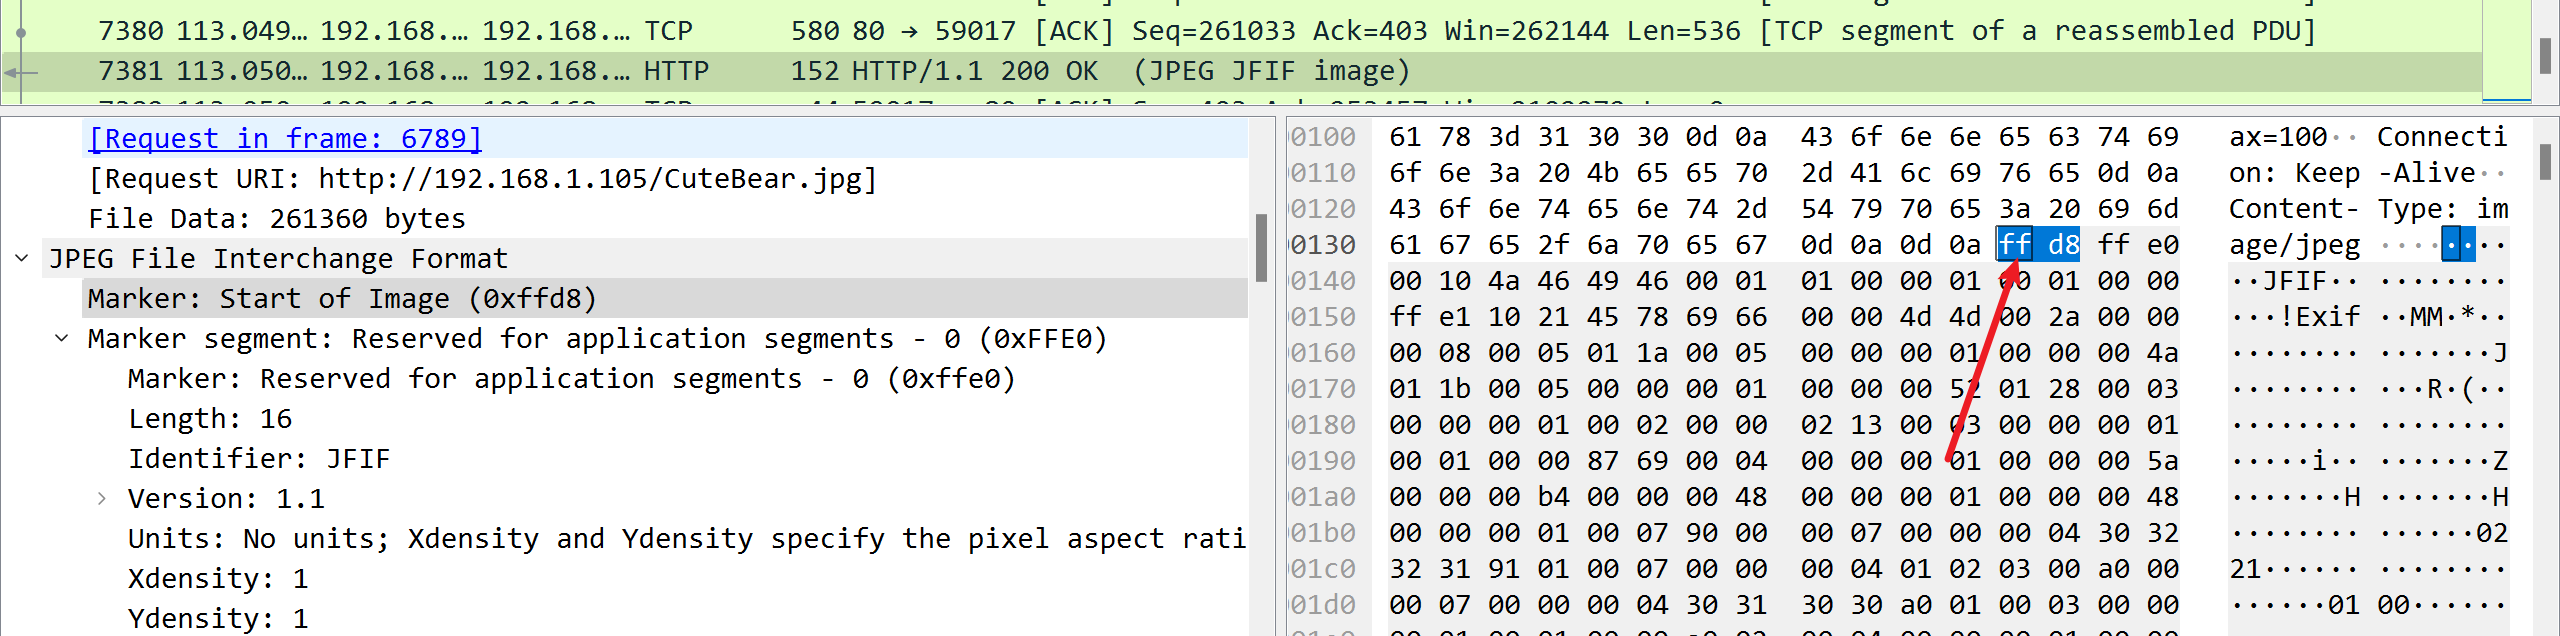 7380 113.049… 192.168.… 192.168.… TCP 580 80 → 59017 [ACK] Seq=261033 Ack=403 Win=262144 Len=536 [TCP segment of a reassembled PDU]
7381 113.050… 192.168.… 192.168.… HTTP 152 HTTP/1.1 200 OK (JPEG JFIF image)
[Request in frame: 6789]
[Request URI: http://192.168.1.105/CuteBear.jpg]
File Data: 261360 bytes
JPEG File Interchange Format
Marker: Start of Image (0xffd8)
Marker segment: Reserved for application segments - 0 (0xFFE0)
Marker: Reserved for application segments - 0 (0xffe0)
Length: 16
Identifier: JFIF
Version: 1.1
Units: No units; Xdensity and Ydensity specify the pixel aspect rati
Xdensity: 1
Ydensity: 1
00100 61 78 3d 31 30 30 0d 0a 43 6f 6e 6e 65 63 74 69 ax=100·· Connecti
00110 6f 6e 3a 20 4b 65 65 70 2d 41 6c 69 76 65 0d 0a on: Keep -Alive··
00120 43 6f 6e 74 65 6e 74 2d 54 79 70 65 3a 20 69 6d Content- Type: im
00130 61 67 65 2f 6a 70 65 67 0d 0a 0d 0a ff d8 ff e0 age/jpeg ········
00140 00 10 4a 46 49 46 00 01 01 00 00 01 00 01 00 00 ··JFIF·· ········
00150 ff e1 10 21 45 78 69 66 00 00 4d 4d 00 2a 00 00 ···!Exif ··MM·*··
00160 00 08 00 05 01 1a 00 05 00 00 00 01 00 00 00 4a ········ ·······J
00170 01 1b 00 05 00 00 00 01 00 00 00 52 01 28 00 03 ········ ···R·(··
00180 00 00 00 01 00 02 00 00 02 13 00 03 00 00 00 01 ········ ········
00190 00 01 00 00 87 69 00 04 00 00 00 01 00 00 00 5a ·····i·· ·······Z
001a0 00 00 00 b4 00 00 00 48 00 00 00 01 00 00 00 48 ·······H ·······H
001b0 00 00 00 01 00 07 90 00 00 07 00 00 00 04 30 32 ········ ······02
001c0 32 31 91 01 00 07 00 00 00 04 01 02 03 00 a0 00 21······ ········
001d0 00 07 00 00 00 04 30 31 30 30 a0 01 00 03 00 00 ······01 00······